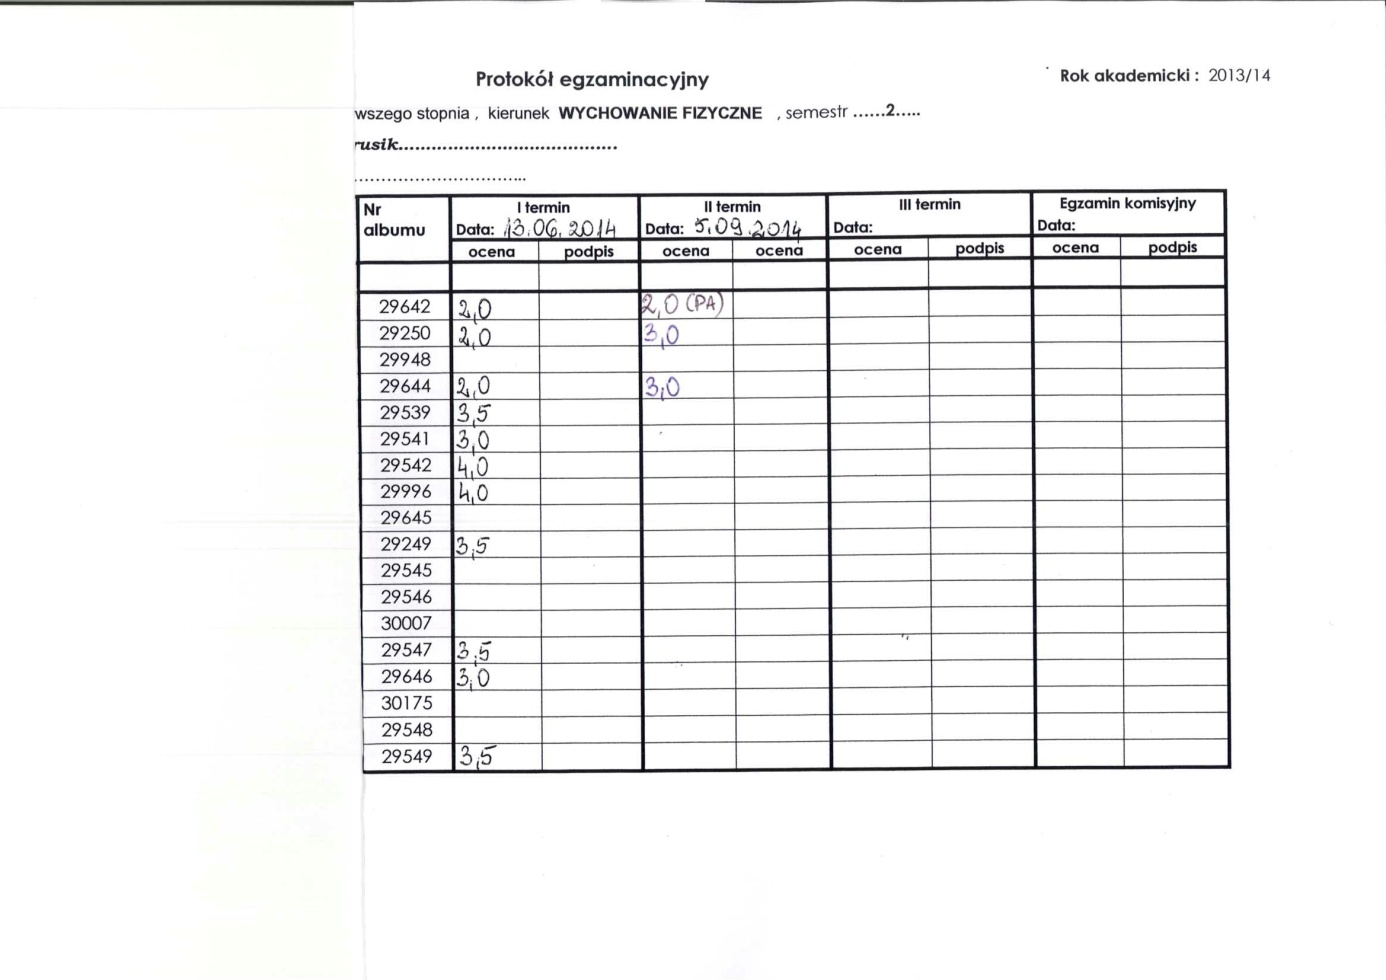 Protokół egzaminacyjny
Rok akademicki : 2013/14
wszego stopnia , kierunek WYCHOWANIE FIZYCZNE , semestr ......2.....
rusik........................................
...............................
Nr albumu I termin II termin III termin Egzamin komisyjny
Data: 13.06.2014 Data: 5.09.2014 Data: Data:
ocena podpis ocena ocena ocena podpis ocena podpis
29642 2,0 2,0 (PA)
29250 2,0 3,0
29948
29644 2,0 3,0
29539 3,5
29541 3,0
29542 4,0
29996 4,0
29645
29249 3,5
29545
29546
30007
29547 3,5
29646 3,0
30175
29548
29549 3,5